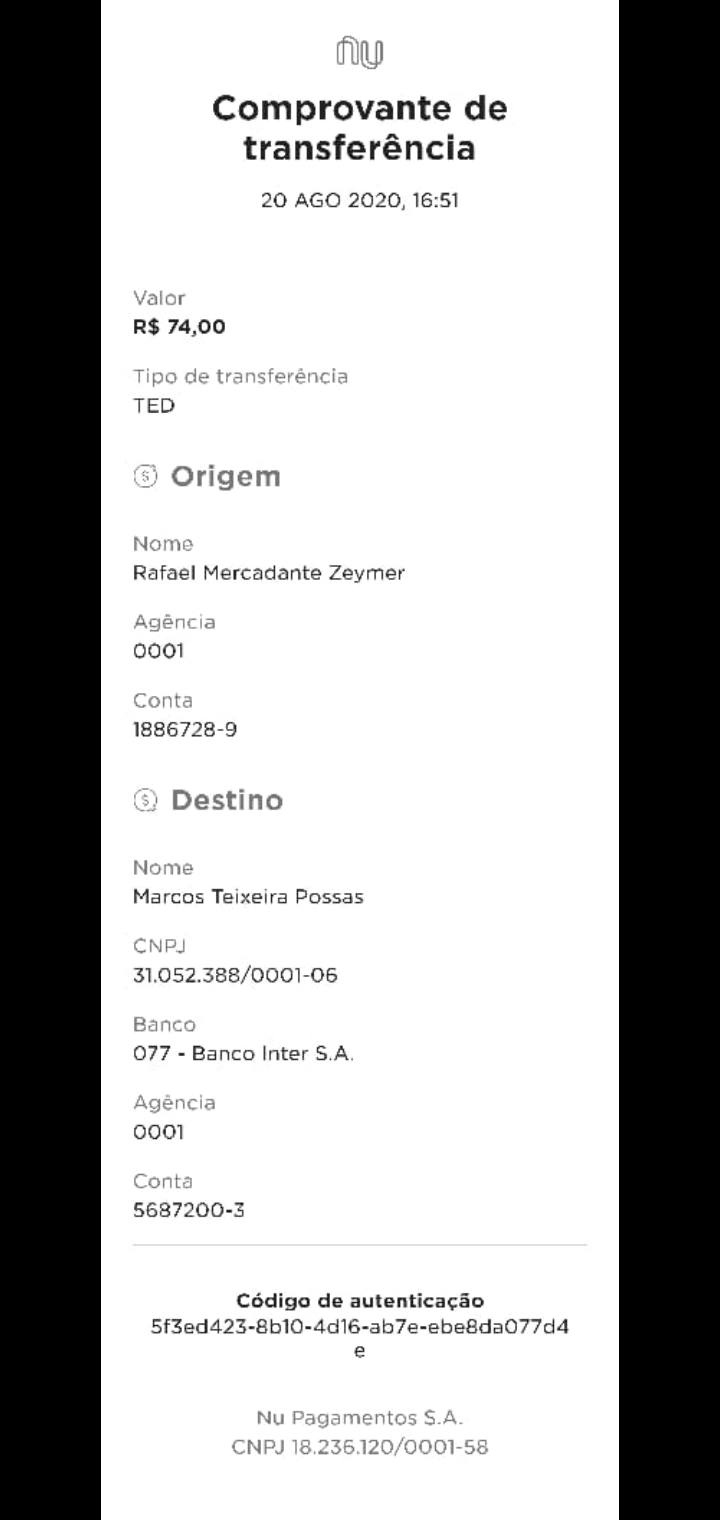 nu
Comprovante de
transferência
20 AGO 2020, 16:51
Valor
R$ 74,00
Tipo de transferência
TED
Origem
Nome
Rafael Mercadante Zeymer
Agência
0001
Conta
1886728-9
Destino
Nome
Marcos Teixeira Possas
CNPJ
31.052.388/0001-06
Banco
077 - Banco Inter S.A.
Agência
0001
Conta
5687200-3
Código de autenticação
5f3ed423-8b10-4d16-ab7e-ebe8da077d4
e
Nu Pagamentos S.A.
CNPJ 18.236.120/0001-58